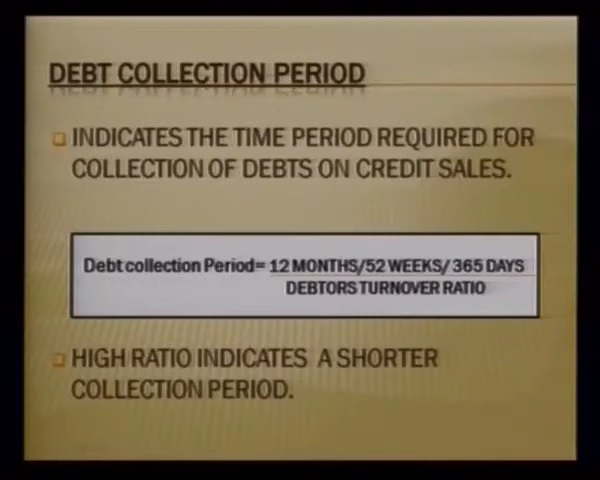 DEBT COLLECTION PERIOD
INDICATES THE TIME PERIOD REQUIRED FOR
COLLECTION OF DEBTS ON CREDIT SALES.
Debt collection Period= 12 MONTHS/52 WEEKS/ 365 DAYS
DEBTORS TURNOVER RATIO
HIGH RATIO INDICATES A SHORTER
COLLECTION PERIOD.